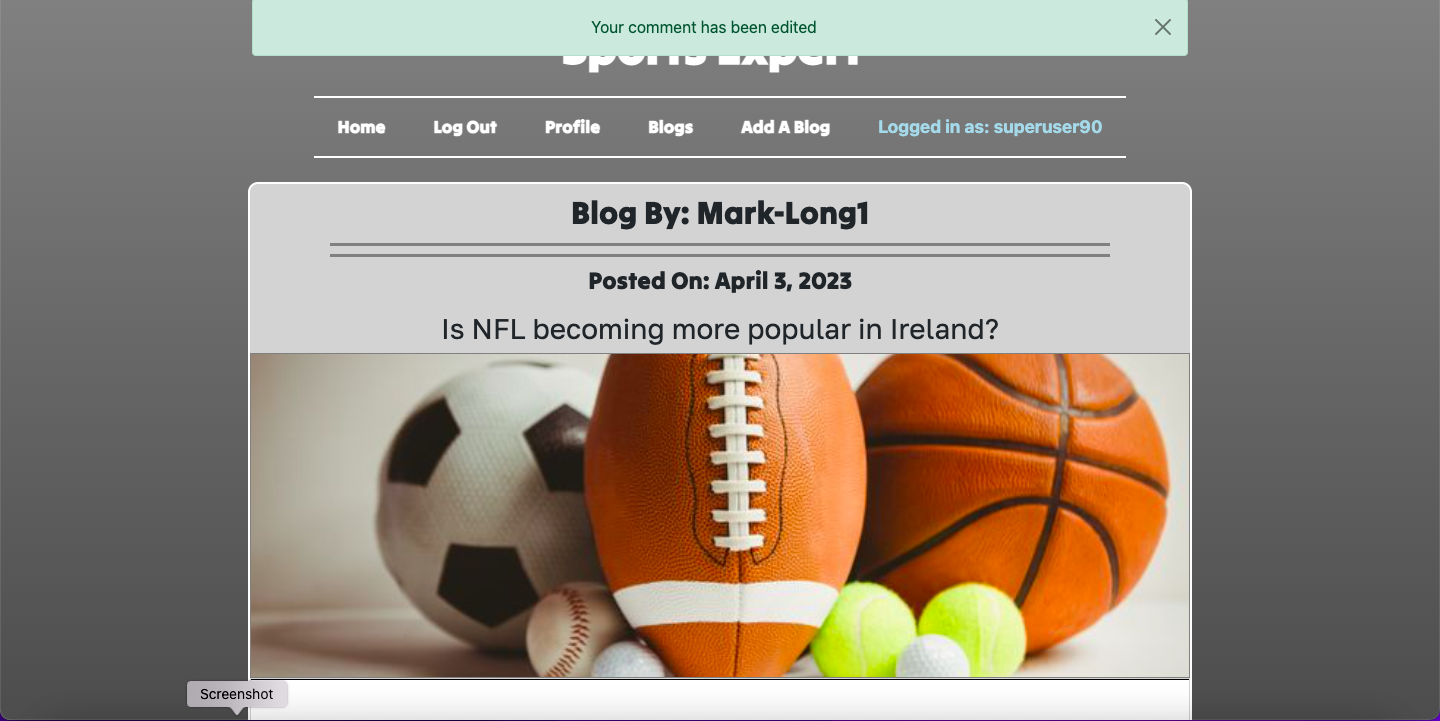 Your comment has been edited
Sports Expert
Home Log Out Profile Blogs Add A Blog Logged in as: superuser90
Blog By: Mark-Long1
Posted On: April 3, 2023
Is NFL becoming more popular in Ireland?
Screenshot